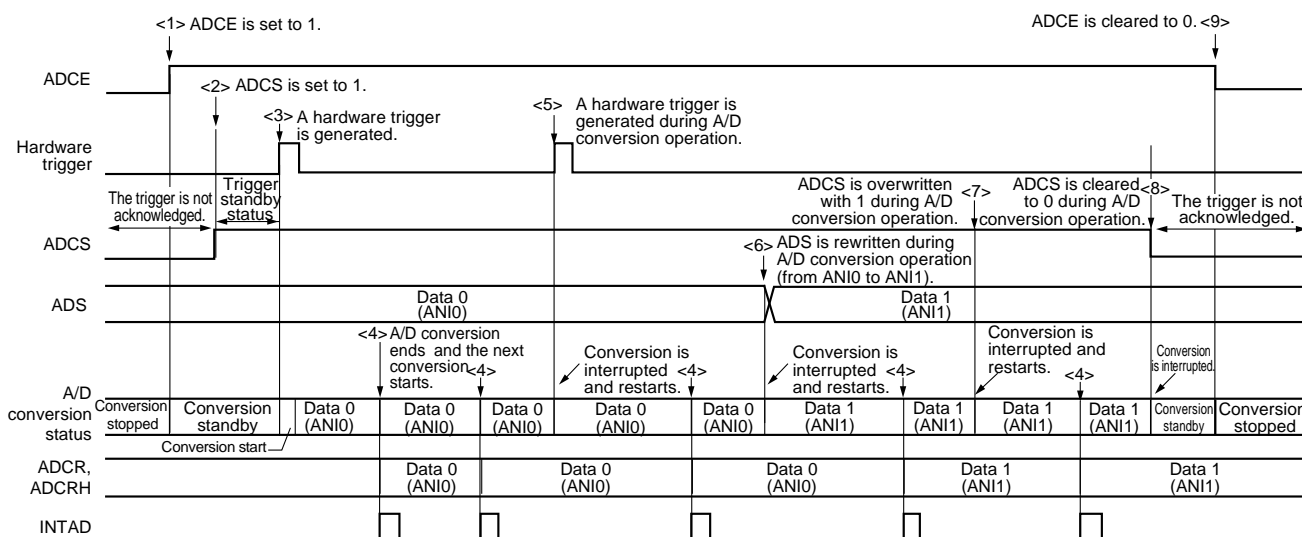 <1> ADCE is set to 1.
ADCE is cleared to 0. <9>
ADCE
<2> ADCS is set to 1.
<3> A hardware trigger
is generated.
<5> A hardware trigger is
generated during A/D
conversion operation.
Hardware
trigger
The trigger is not
acknowledged.
Trigger
standby
status
ADCS is overwritten
with 1 during A/D
conversion operation.
<7>
ADCS is cleared
to 0 during A/D
conversion operation.
<8>
The trigger is not
acknowledged.
ADCS
<6> ADS is rewritten during
A/D conversion operation
(from ANI0 to ANI1).
ADS
Data 0
(ANI0)
Data 1
(ANI1)
<4> A/D conversion
ends and the next
conversion
starts.
<4>
Conversion is
interrupted
and restarts.
<4>
Conversion is
interrupted
and restarts.
<4>
Conversion is
interrupted and
restarts.
<4>
Conversion
is interrupted.
A/D
conversion
status
Conversion
stopped
Conversion
standby
Conversion start
Data 0
(ANI0)
Data 0
(ANI0)
Data 0
(ANI0)
Data 0
(ANI0)
Data 0
(ANI0)
Data 1
(ANI1)
Data 1
(ANI1)
Data 1
(ANI1)
Data 1
(ANI1)
Conversion
standby
Conversion
stopped
ADCR,
ADCRH
Data 0
(ANI0)
Data 0
(ANI0)
Data 0
(ANI0)
Data 1
(ANI1)
Data 1
(ANI1)
INTAD